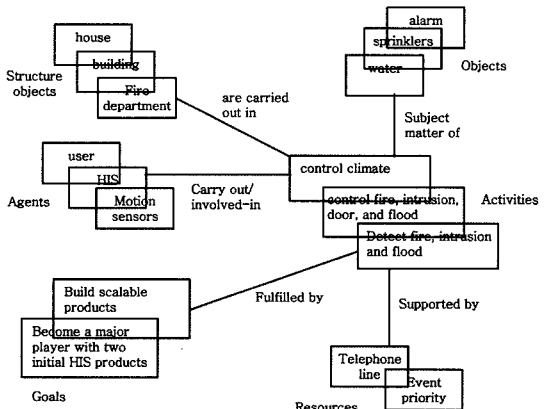 house
building
Fire
department
Structure
objects
alarm
sprinklers
water
Objects
are carried
out in
Subject
matter of
user
HIS
Motion
sensors
Agents
Carry out/
involved-in
control climate
control fire, intrusion,
door, and flood
Detect fire, intrusion
and flood
Activities
Build scalable
products
Become a major
player with two
initial HIS products
Goals
Fulfilled by
Supported by
Telephone
line
Event
priority
Resources